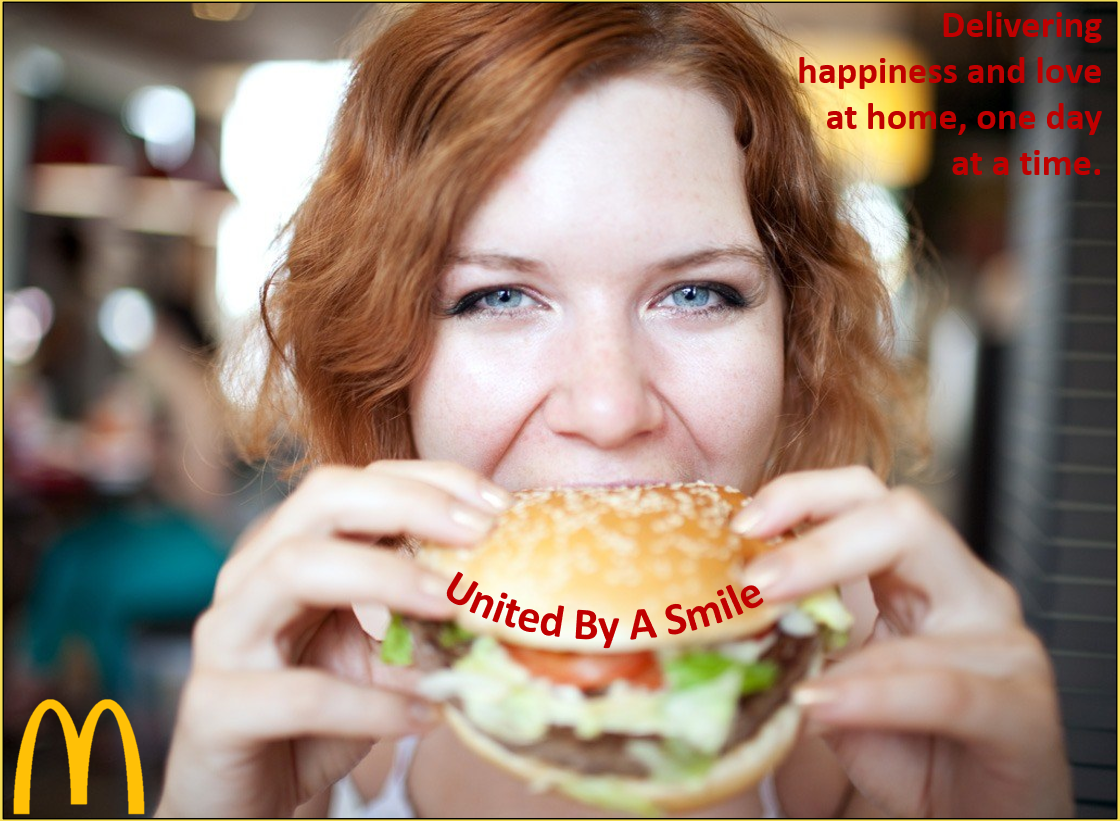 Delivering
happiness and love
at home, one day
at a time.
United By A Smile